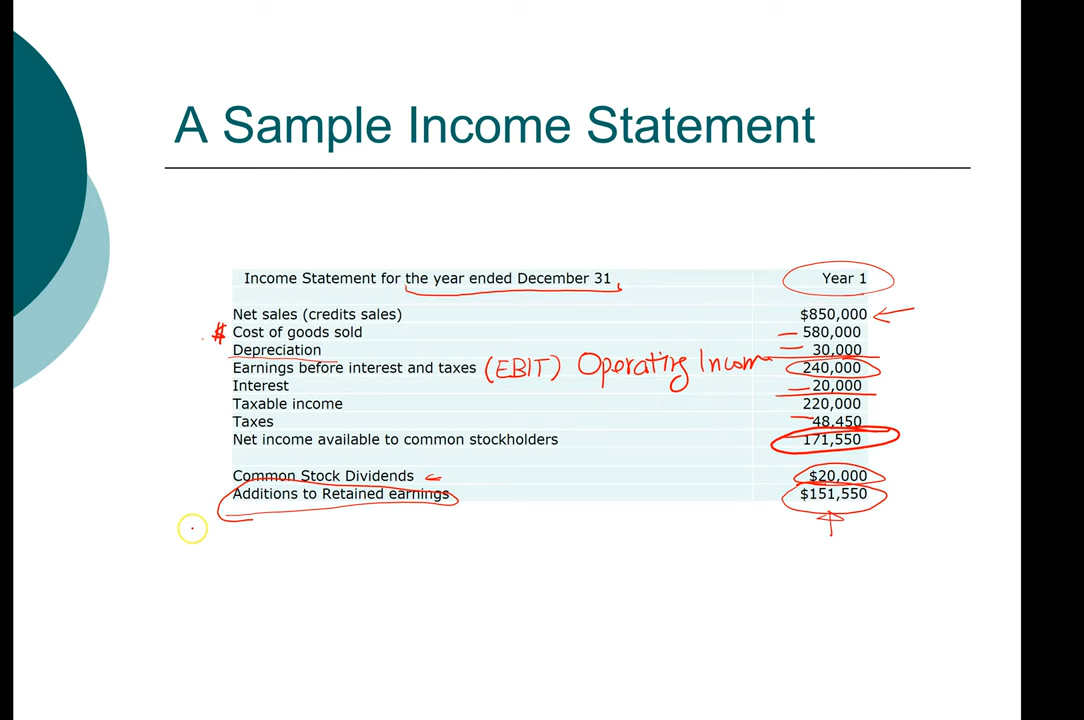 A Sample Income Statement
Income Statement for the year ended December 31 Year 1
Net sales (credits sales) $850,000
$ Cost of goods sold 580,000
Depreciation 30,000
Earnings before interest and taxes (EBIT) Operating Income 240,000
Interest 20,000
Taxable income 220,000
Taxes 48,450
Net income available to common stockholders 171,550
Common Stock Dividends $20,000
Additions to Retained earnings $151,550